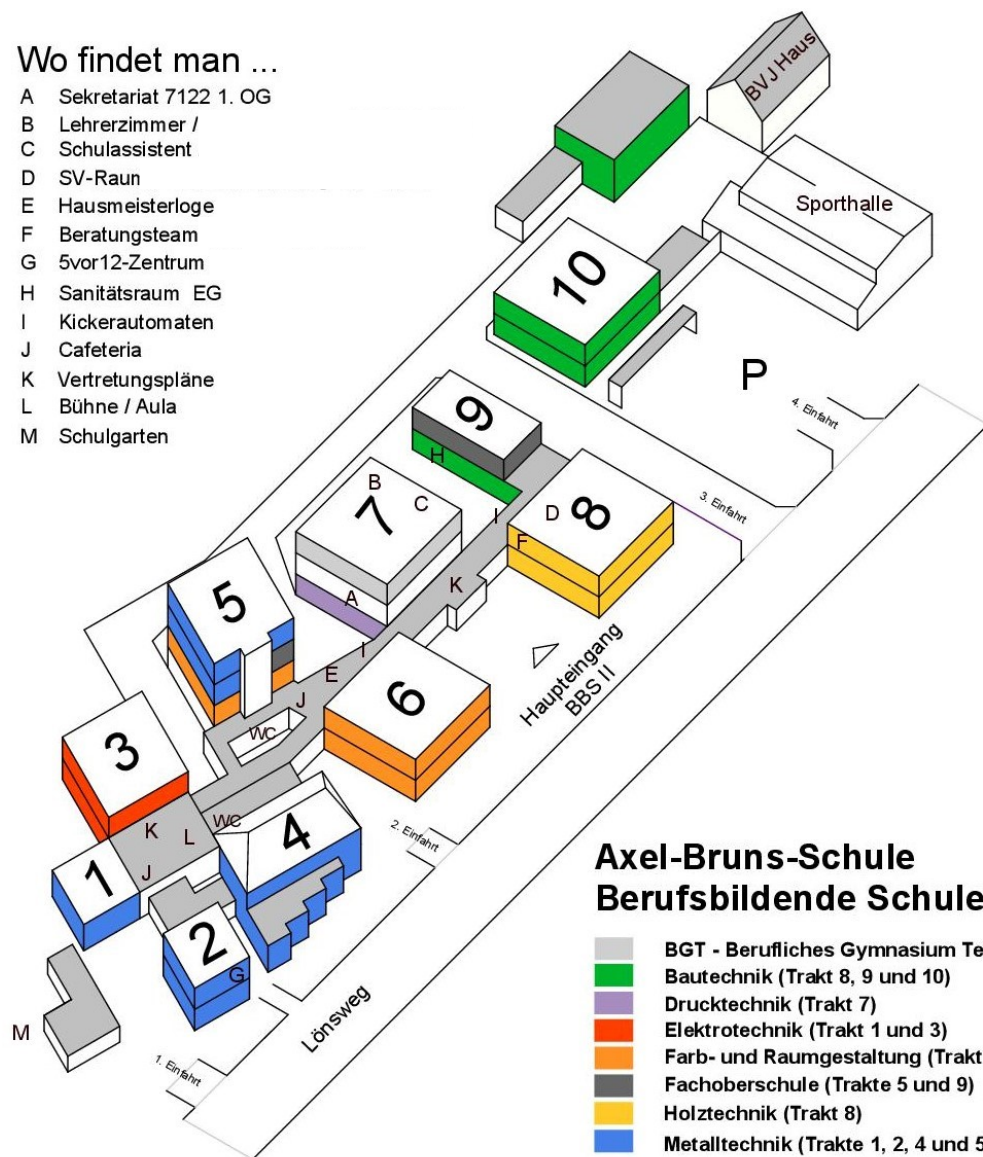 Wo findet man ...
A Sekretariat 7122 1. OG
B Lehrerzimmer /
C Schulassistent
D SV-Raum
E Hausmeisterloge
F Beratungsteam
G 5vor12-Zentrum
H Sanitätsraum EG
I Kickerautomaten
J Cafeteria
K Vertretungspläne
L Bühne / Aula
M Schulgarten
BVJ Haus
Sporthalle
10
P
4. Einfahrt
9
H
3. Einfahrt
B
7
C
I
D
8
F
A
K
5
I
Haupteingang
BBS II
E
6
J
WC
3
2. Einfahrt
K
L
WC
4
J
1
2
G
M
Lönsweg
1. Einfahrt
Axel-Bruns-Schule
Berufsbildende Schule
BGT - Berufliches Gymnasium Te
Bautechnik (Trakt 8, 9 und 10)
Drucktechnik (Trakt 7)
Elektrotechnik (Trakt 1 und 3)
Farb- und Raumgestaltung (Trakt
Fachoberschule (Trakte 5 und 9)
Holztechnik (Trakt 8)
Metalltechnik (Trakte 1, 2, 4 und 5